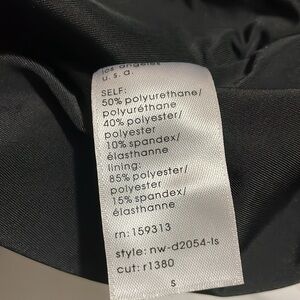 los angeles
u.s.a.
SELF:
50% polyurethane/
polyuréthane
40% polyester/
polyester
10% spandex/
élasthanne
lining:
85% polyester/
polyester
15% spandex/
élasthanne
rn: 159313
style: nw-d2054-ls
cut: r1380
s